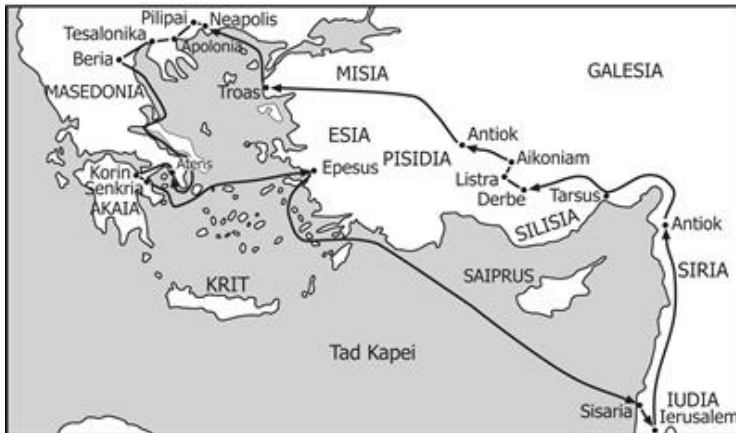 Pilipai
Neapolis
Tesalonika
Apolonia
Beria
MISIA
GALESIA
MASEDONIA
Troas
ESIA
Antiok
PISIDIA
Aikoniam
Atens
Epesus
Korin
Listra
Senkria
Derbe
Tarsus
AKAIA
SILISIA
Antiok
KRIT
SAIPRUS
SIRIA
Tad Kapei
Sisaria
IUDIA
Ierusalem